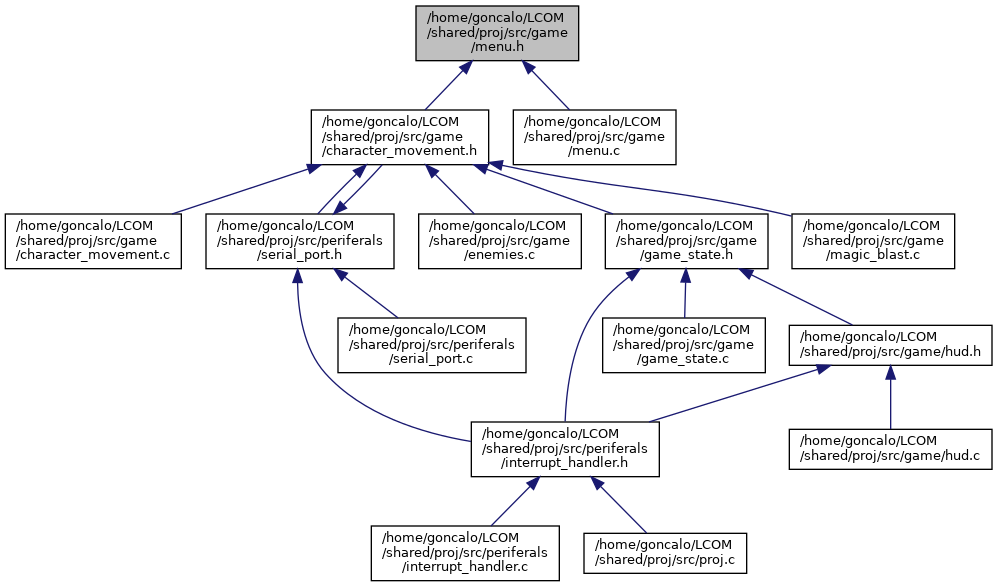 /home/goncalo/LCOM
/shared/proj/src/game
/menu.h
/home/goncalo/LCOM
/shared/proj/src/game
/character_movement.h
/home/goncalo/LCOM
/shared/proj/src/game
/menu.c
/home/goncalo/LCOM
/shared/proj/src/game
/character_movement.c
/home/goncalo/LCOM
/shared/proj/src/periferals
/serial_port.h
/home/goncalo/LCOM
/shared/proj/src/game
/enemies.c
/home/goncalo/LCOM
/shared/proj/src/game
/game_state.h
/home/goncalo/LCOM
/shared/proj/src/game
/magic_blast.c
/home/goncalo/LCOM
/shared/proj/src/periferals
/serial_port.c
/home/goncalo/LCOM
/shared/proj/src/game
/game_state.c
/home/goncalo/LCOM
/shared/proj/src/game/hud.h
/home/goncalo/LCOM
/shared/proj/src/periferals
/interrupt_handler.h
/home/goncalo/LCOM
/shared/proj/src/game/hud.c
/home/goncalo/LCOM
/shared/proj/src/periferals
/interrupt_handler.c
/home/goncalo/LCOM
/shared/proj/src/proj.c